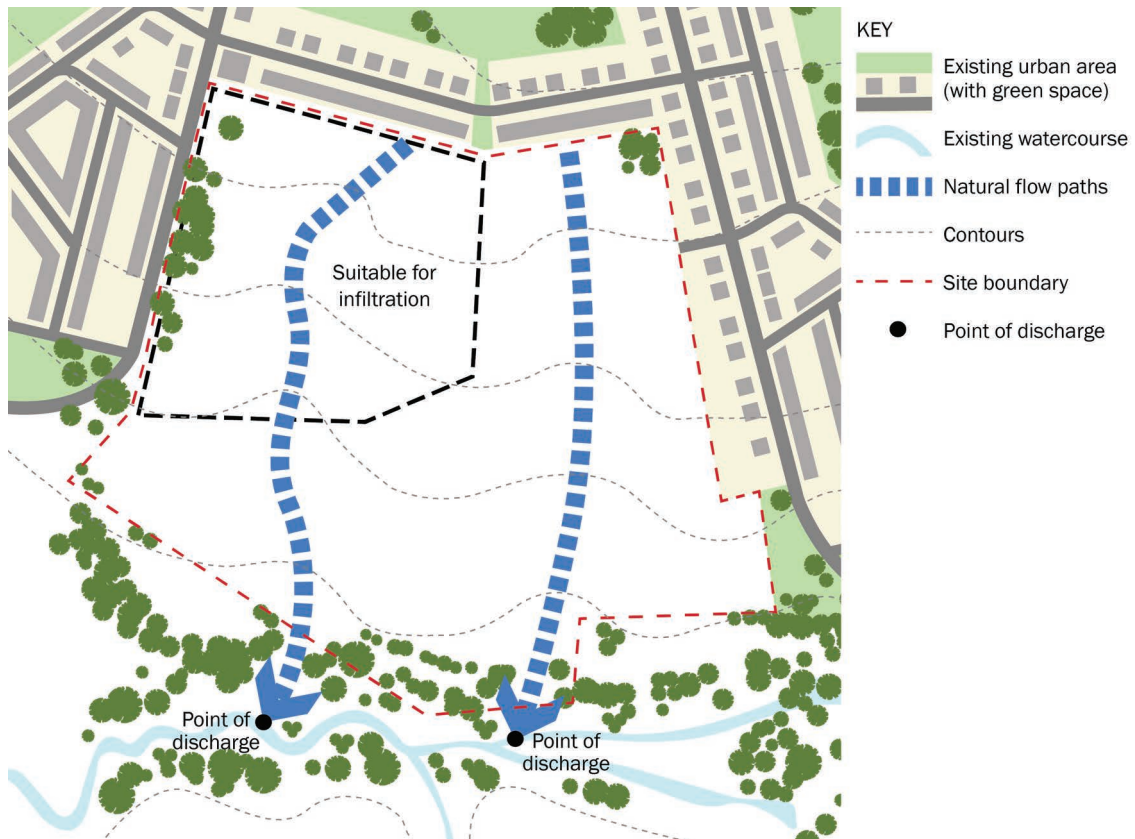 KEY
Existing urban area
(with green space)
Existing watercourse
Natural flow paths
Contours
Site boundary
Point of discharge
Suitable for
infiltration
Point of
discharge
Point of
discharge